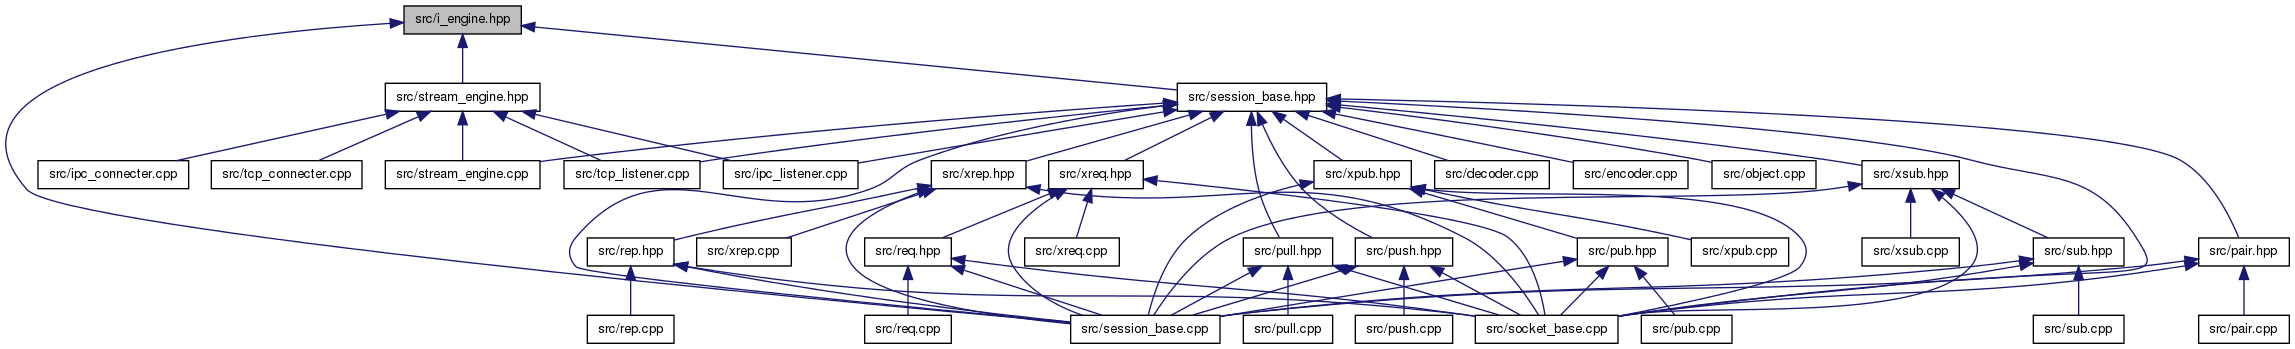 src/i_engine.hpp
src/stream_engine.hpp
src/session_base.hpp
src/ipc_connecter.cpp
src/tcp_connecter.cpp
src/stream_engine.cpp
src/tcp_listener.cpp
src/ipc_listener.cpp
src/xrep.hpp
src/xreq.hpp
src/xpub.hpp
src/decoder.cpp
src/encoder.cpp
src/object.cpp
src/xsub.hpp
src/rep.hpp
src/xrep.cpp
src/req.hpp
src/xreq.cpp
src/pull.hpp
src/push.hpp
src/pub.hpp
src/xpub.cpp
src/xsub.cpp
src/sub.hpp
src/pair.hpp
src/rep.cpp
src/req.cpp
src/session_base.cpp
src/pull.cpp
src/push.cpp
src/socket_base.cpp
src/pub.cpp
src/sub.cpp
src/pair.cpp